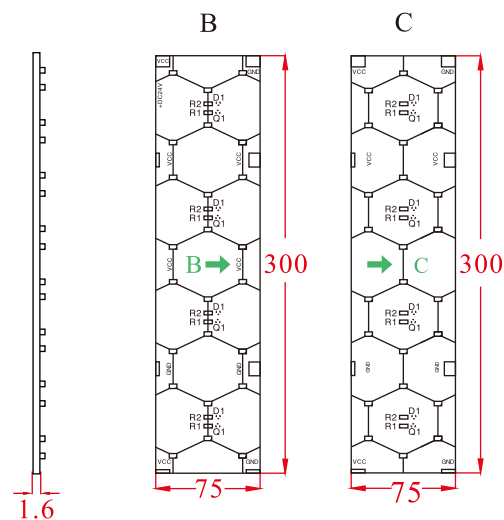 B
C
VCC
GND
+DC24V
D1
R2
R1
Q1
VCC
VCC
D1
R2
R1
Q1
VCC
B
VCC
300
D1
R2
R1
Q1
GND
GND
D1
R2
R1
Q1
VCC
GND
75
VCC
GND
D1
R2
R1
Q1
VCC
VCC
D1
R2
R1
Q1
C
300
D1
R2
R1
Q1
GND
GND
D1
R2
R1
Q1
VCC
GND
75
1.6